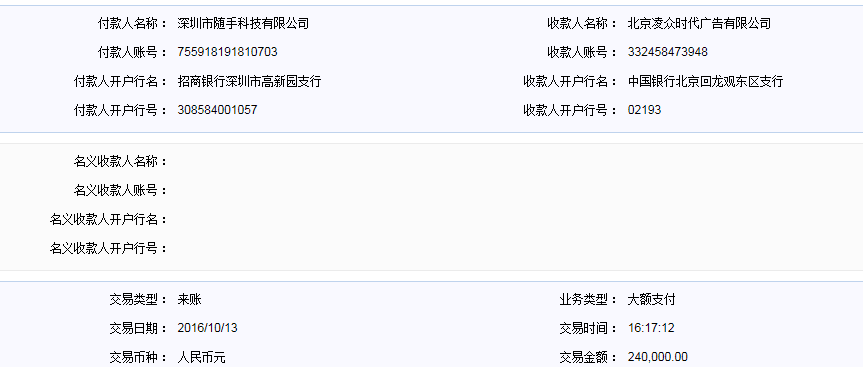 付款人名称： 深圳市随手科技有限公司 收款人名称： 北京凌众时代广告有限公司
付款人账号： 755918191810703 收款人账号： 332458473948
付款人开户行名： 招商银行深圳市高新园支行 收款人开户行名： 中国银行北京回龙观东区支行
付款人开户行号： 308584001057 收款人开户行号： 02193
名义收款人名称：
名义收款人账号：
名义收款人开户行名：
名义收款人开户行号：
交易类型： 来账 业务类型： 大额支付
交易日期： 2016/10/13 交易时间： 16:17:12
交易币种： 人民币元 交易金额： 240,000.00